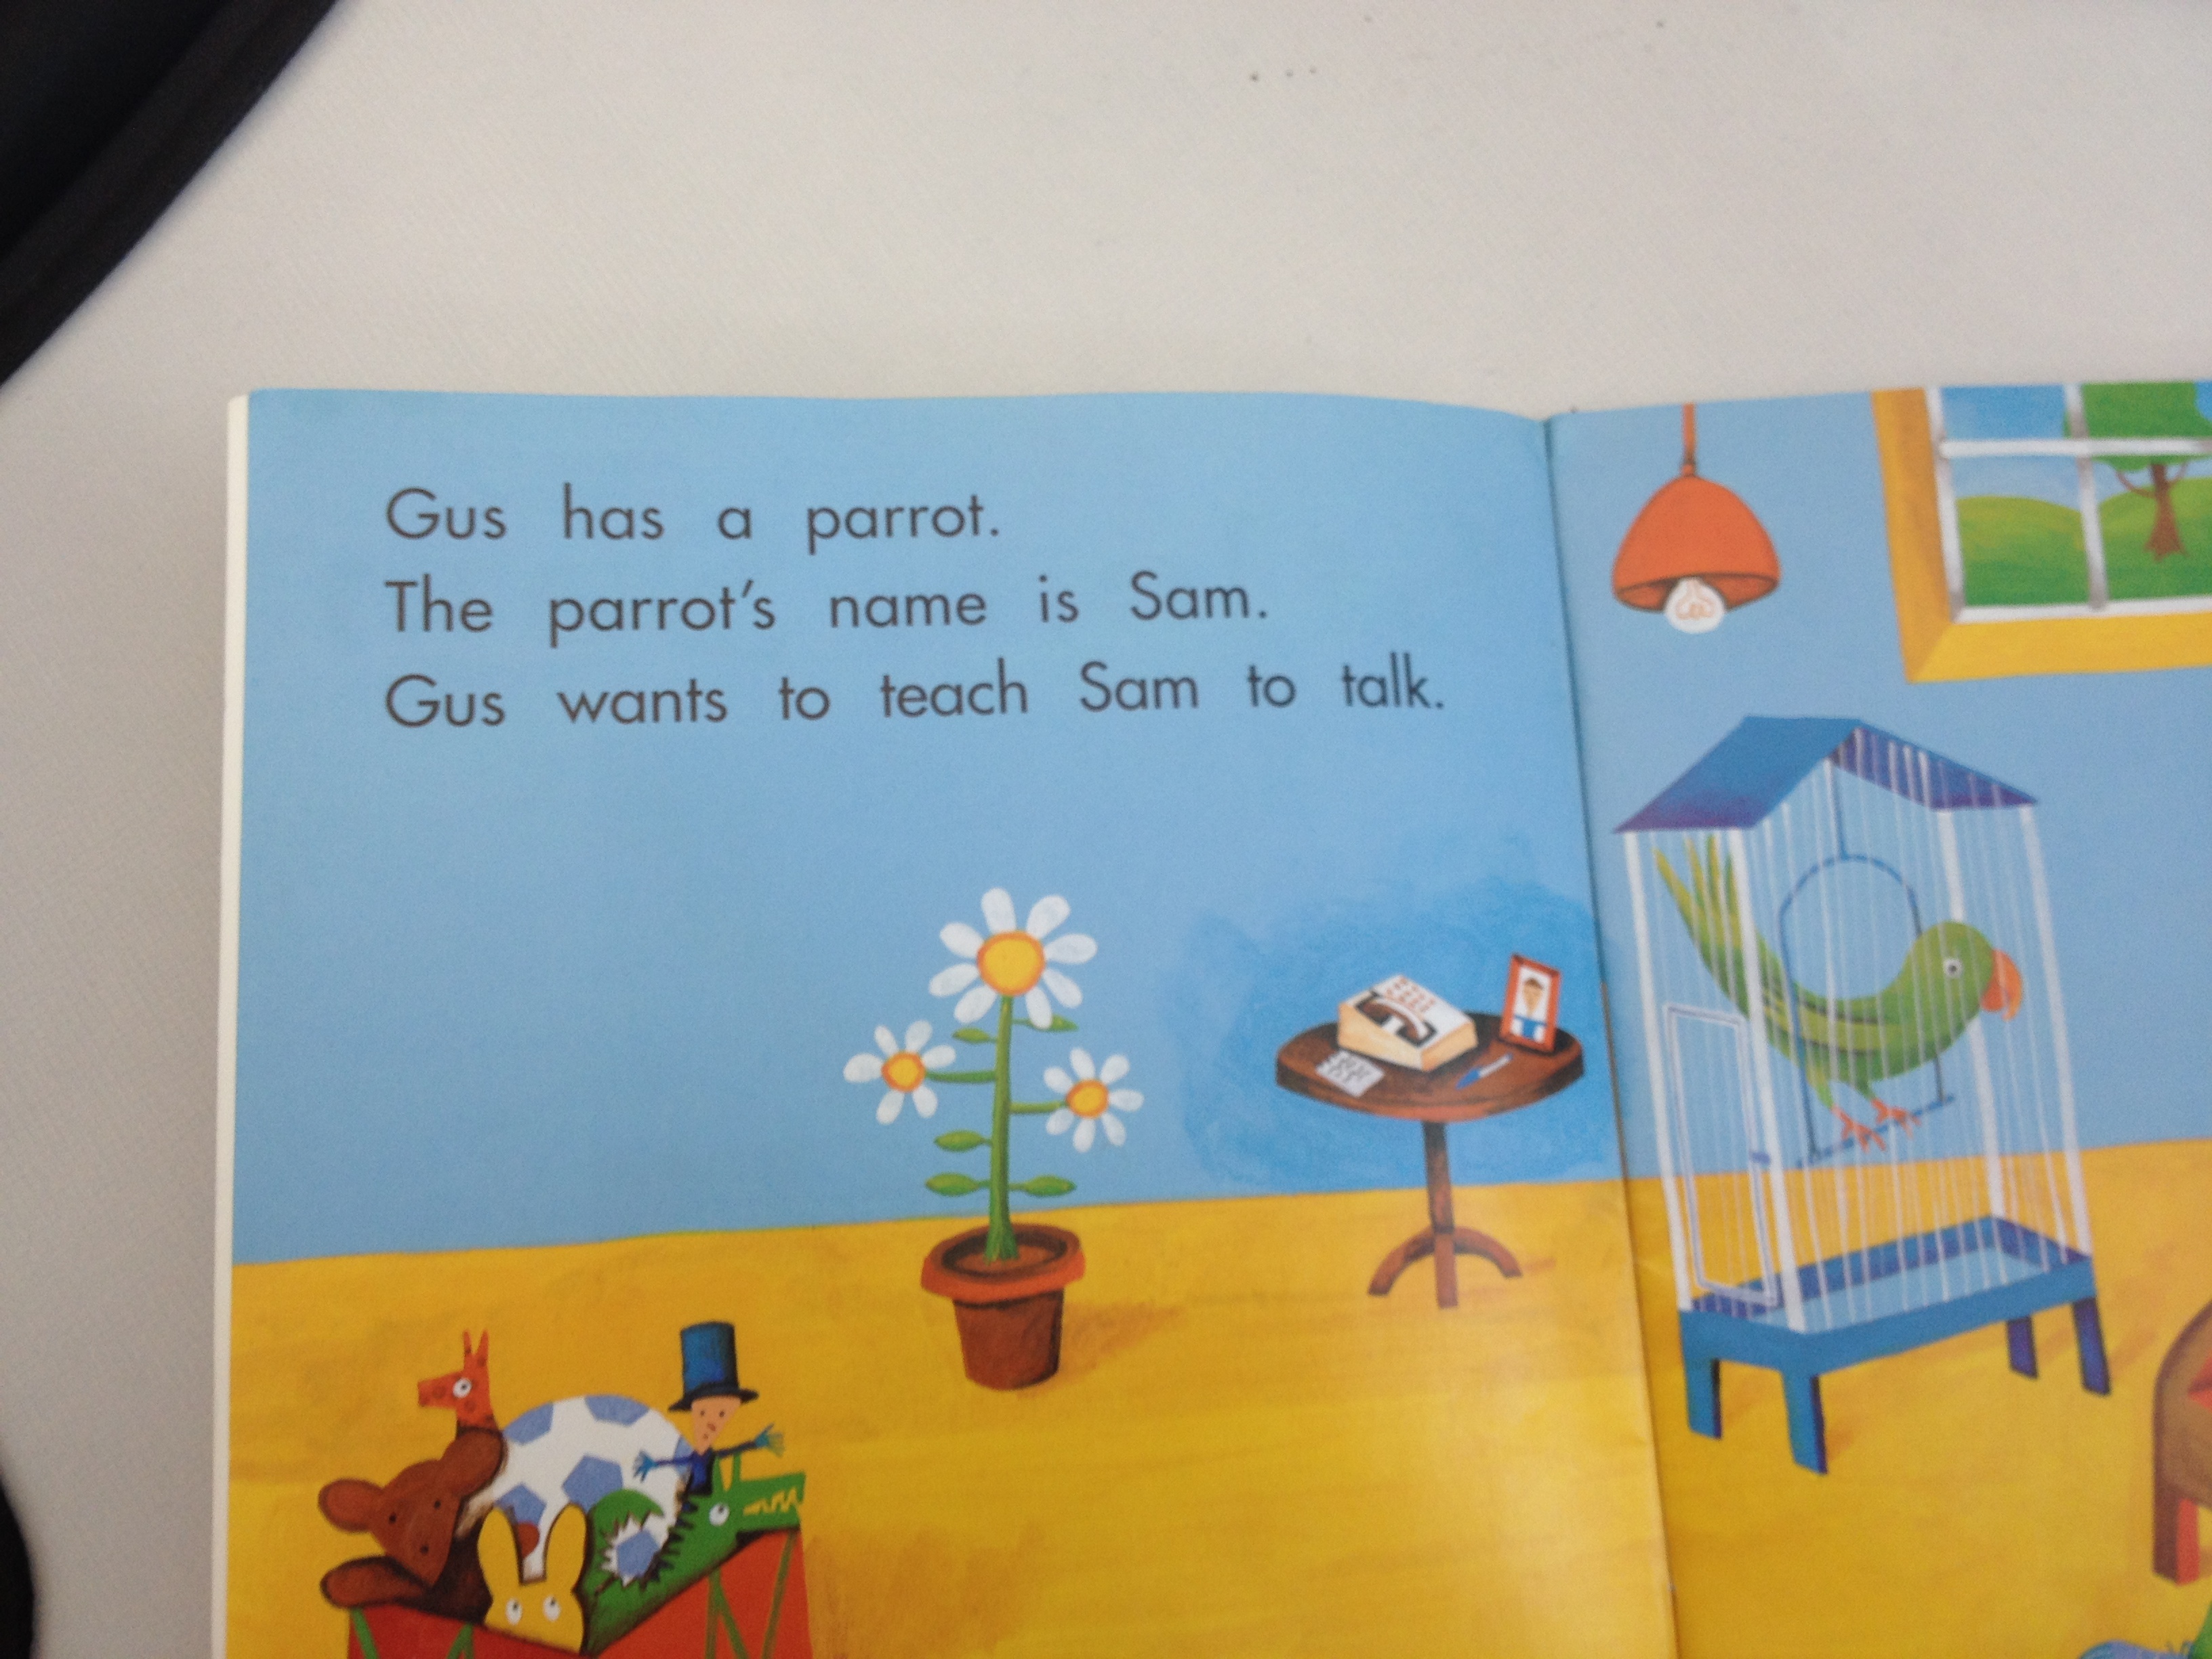 Gus has a parrot.
The parrot's name is Sam.
Gus wants to teach Sam to talk.